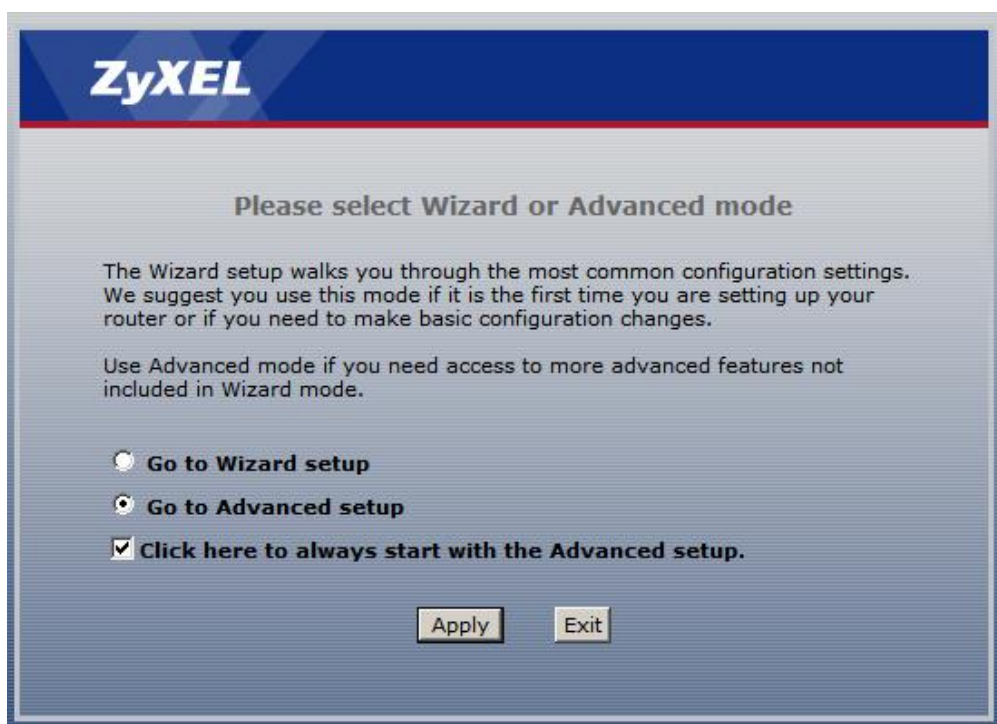 ZyXEL
Please select Wizard or Advanced mode
The Wizard setup walks you through the most common configuration settings.
We suggest you use this mode if it is the first time you are setting up your
router or if you need to make basic configuration changes.
Use Advanced mode if you need access to more advanced features not
included in Wizard mode.
Go to Wizard setup
Go to Advanced setup
Click here to always start with the Advanced setup.
Apply Exit